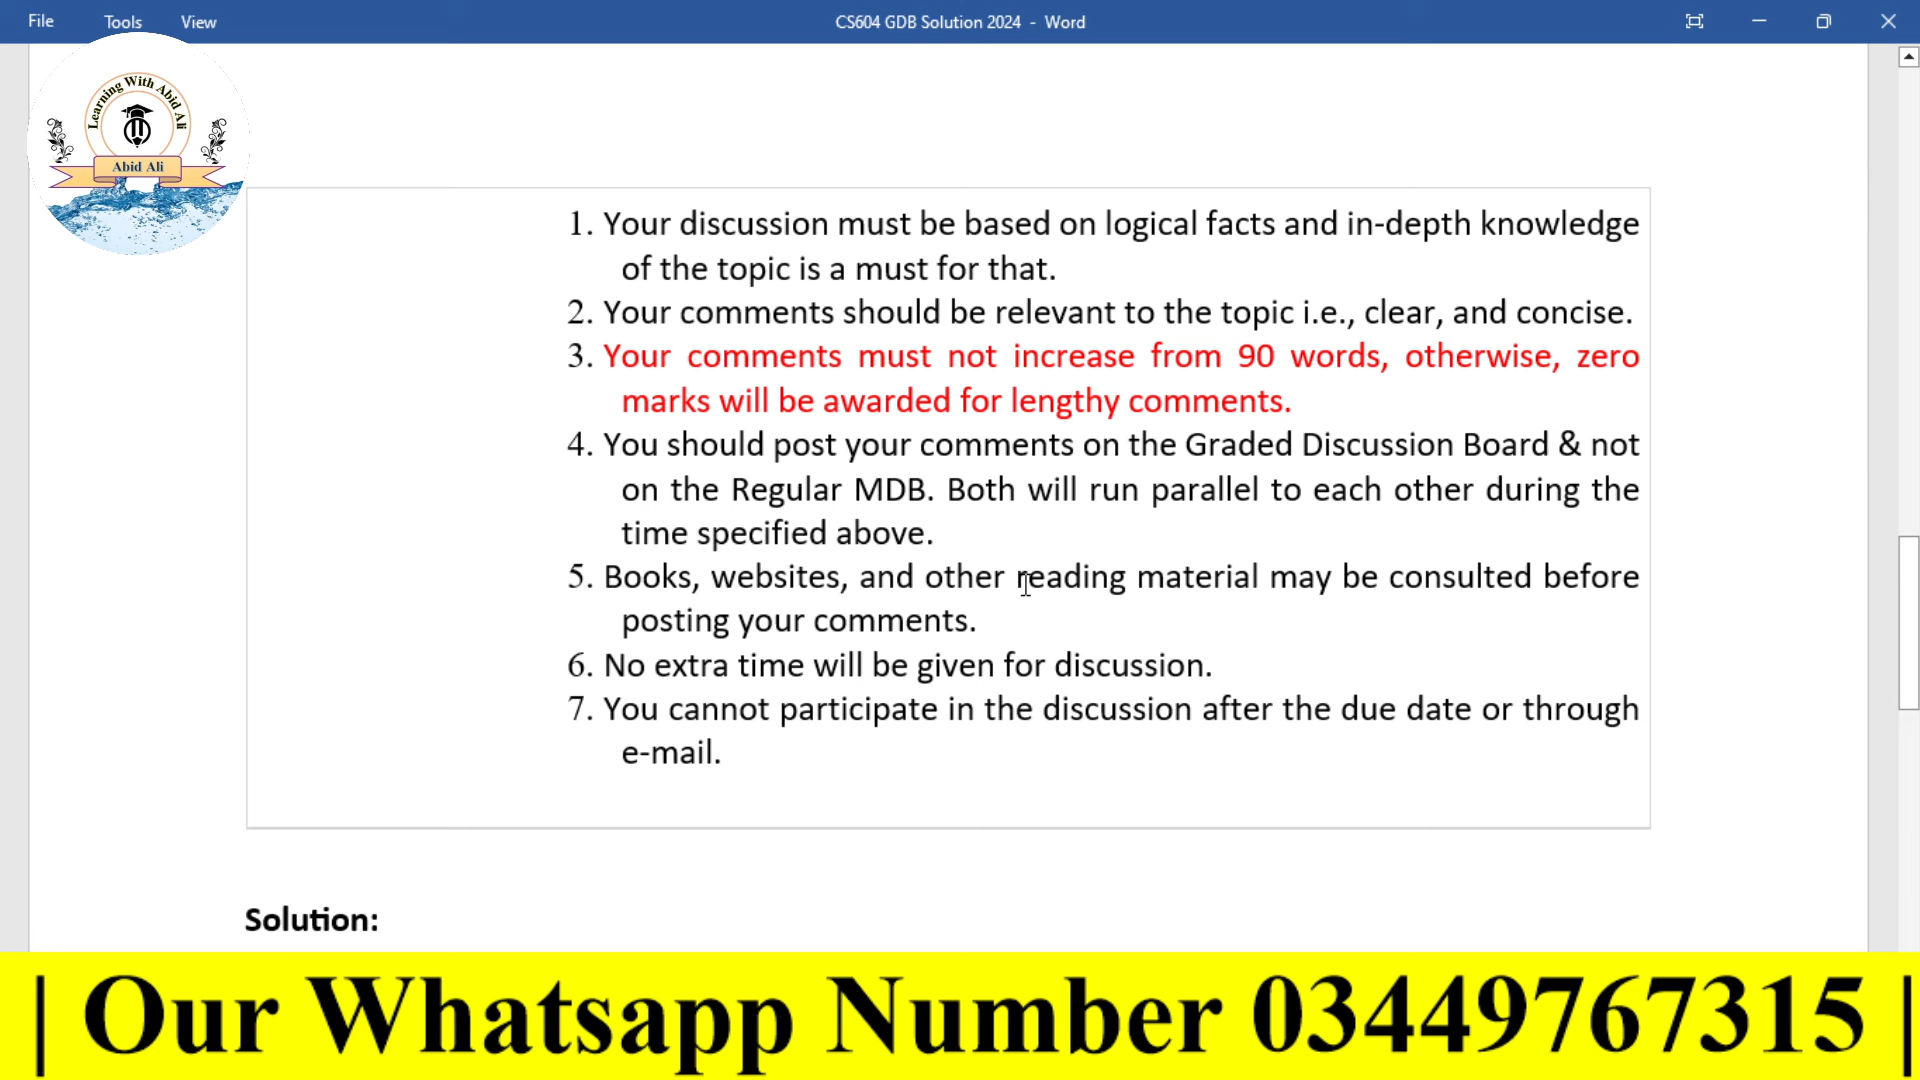 File Tools View CS604 GDB Solution 2024 - Word
Learning With Abid Ali
Abid Ali
1. Your discussion must be based on logical facts and in-depth knowledge
of the topic is a must for that.
2. Your comments should be relevant to the topic i.e., clear, and concise.
3. Your comments must not increase from 90 words, otherwise, zero
marks will be awarded for lengthy comments.
4. You should post your comments on the Graded Discussion Board & not
on the Regular MDB. Both will run parallel to each other during the
time specified above.
5. Books, websites, and other reading material may be consulted before
posting your comments.
6. No extra time will be given for discussion.
7. You cannot participate in the discussion after the due date or through
e-mail.
Solution:
| Our Whatsapp Number 03449767315 |